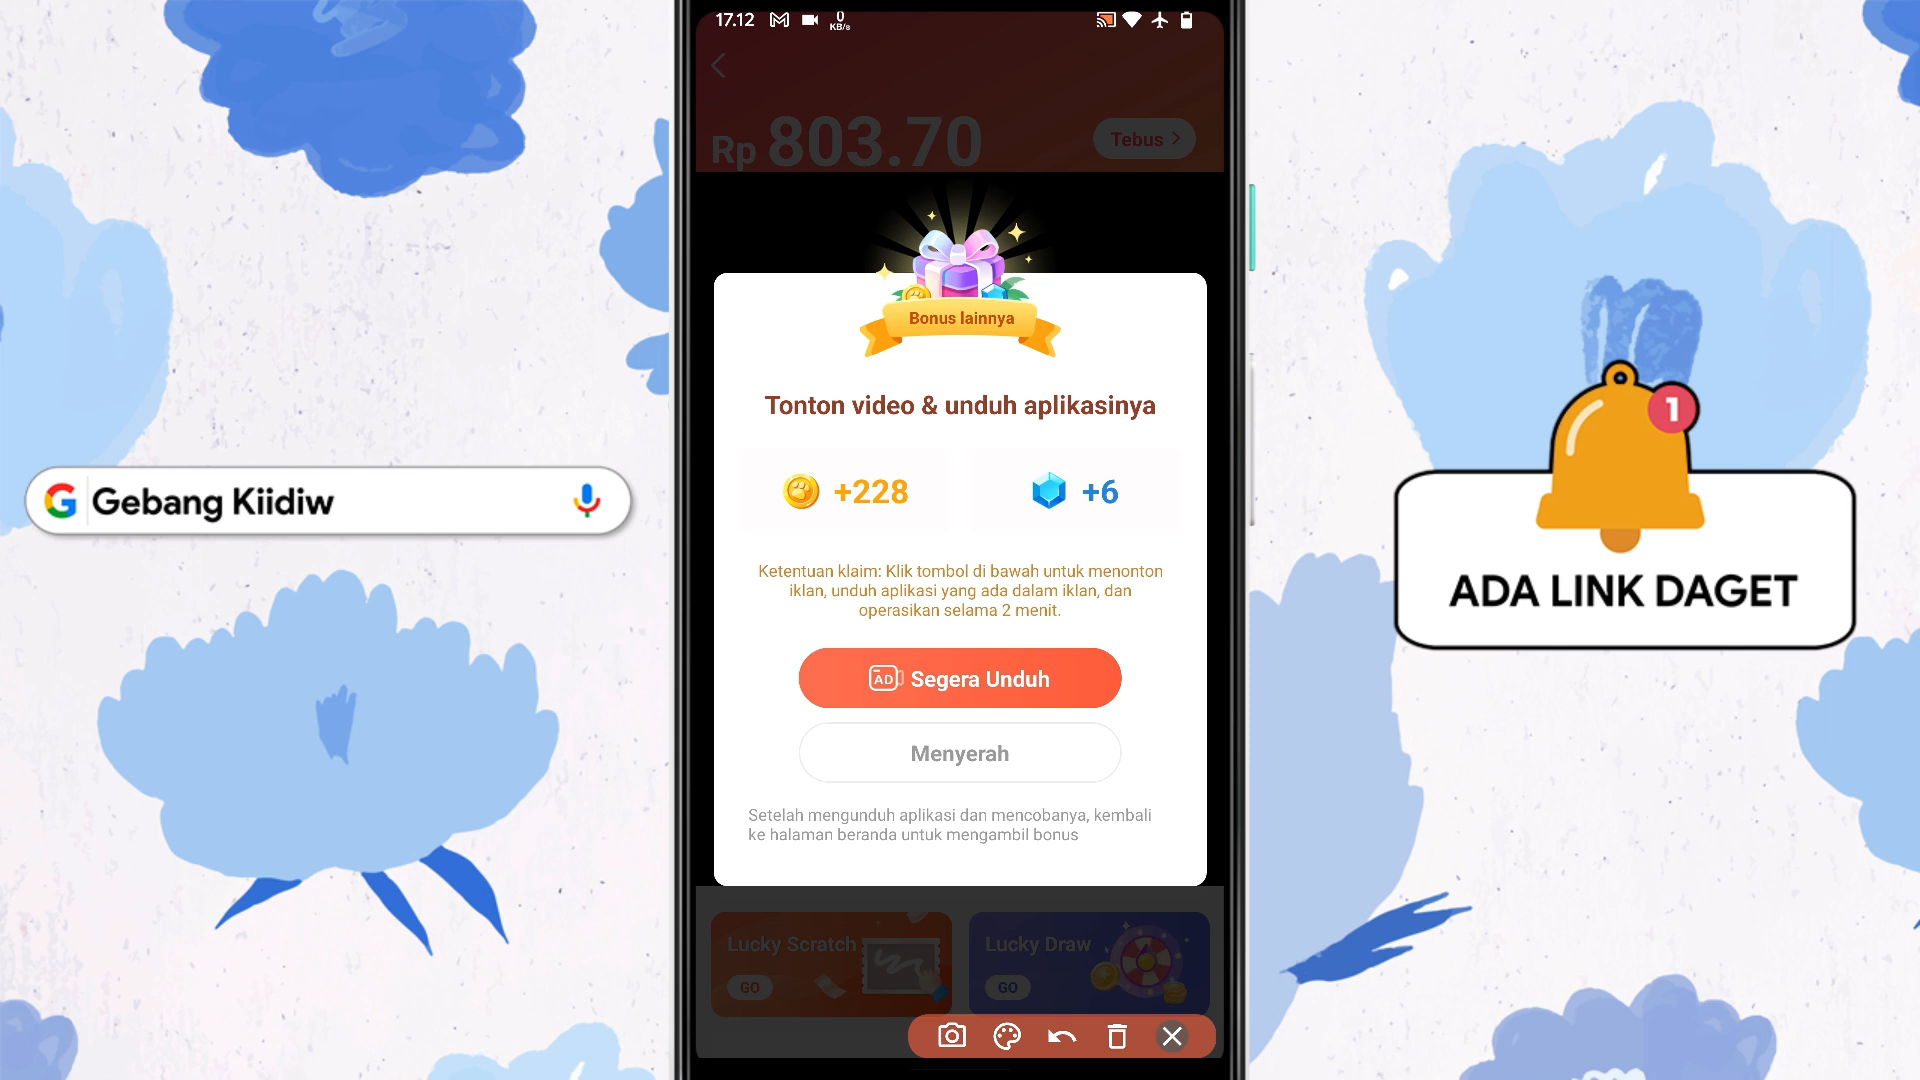 17.12
0
KB/s
Rp 803.70
Tebus >
Bonus lainnya
Tonton video & unduh aplikasinya
+228
+6
Ketentuan klaim: Klik tombol di bawah untuk menonton
iklan, unduh aplikasi yang ada dalam iklan, dan
operasikan selama 2 menit.
AD Segera Unduh
Menyerah
Setelah mengunduh aplikasi dan mencobanya, kembali
ke halaman beranda untuk mengambil bonus
Lucky Scratch
GO
Lucky Draw
GO
G Gebang Kiidiw
1
ADA LINK DAGET